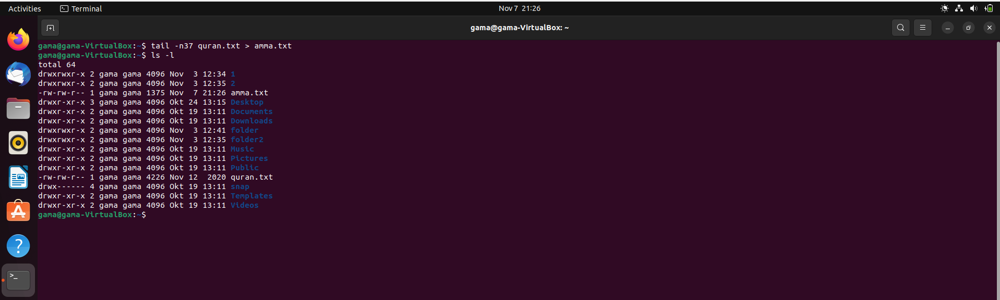 Activities Terminal Nov 7 21:26
gama@gama-VirtualBox: ~
gama@gama-VirtualBox:~$ tail -n37 quran.txt > amma.txt
gama@gama-VirtualBox:~$ ls -l
total 64
drwxrwxr-x 2 gama gama 4096 Nov  3 12:34 1
drwxrwxr-x 2 gama gama 4096 Nov  3 12:35 2
-rw-rw-r-- 1 gama gama 1375 Nov  7 21:26 amma.txt
drwxr-xr-x 3 gama gama 4096 Okt 24 13:15 Desktop
drwxr-xr-x 2 gama gama 4096 Okt 19 13:11 Documents
drwxr-xr-x 2 gama gama 4096 Okt 19 13:11 Downloads
drwxrwxr-x 2 gama gama 4096 Nov  3 12:41 folder
drwxrwxr-x 2 gama gama 4096 Nov  3 12:35 folder2
drwxr-xr-x 2 gama gama 4096 Okt 19 13:11 Music
drwxr-xr-x 2 gama gama 4096 Okt 19 13:11 Pictures
drwxr-xr-x 2 gama gama 4096 Okt 19 13:11 Public
-rw-rw-r-- 1 gama gama 4226 Nov 12  2020 quran.txt
drwx------ 4 gama gama 4096 Okt 19 13:11 snap
drwxr-xr-x 2 gama gama 4096 Okt 19 13:11 Templates
drwxr-xr-x 2 gama gama 4096 Okt 19 13:11 Videos
gama@gama-VirtualBox:~$